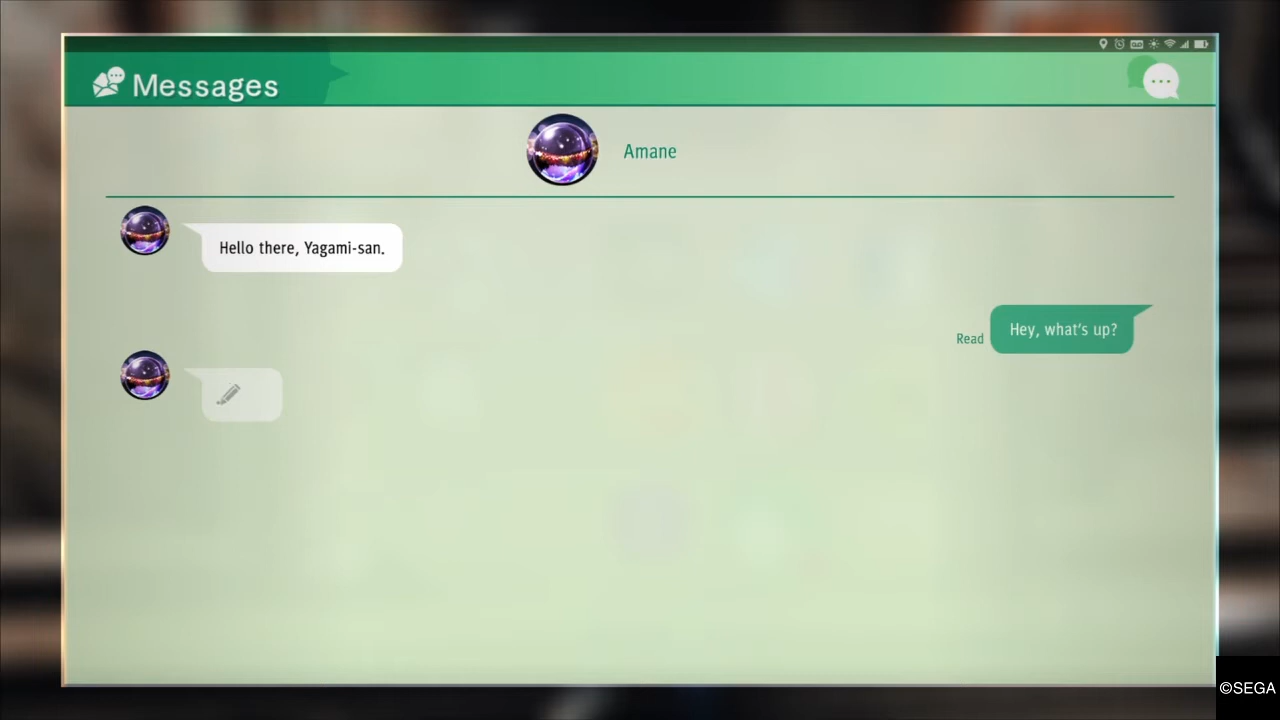 Messages
Amane
Hello there, Yagami-san.
Read
Hey, what's up?
©SEGA